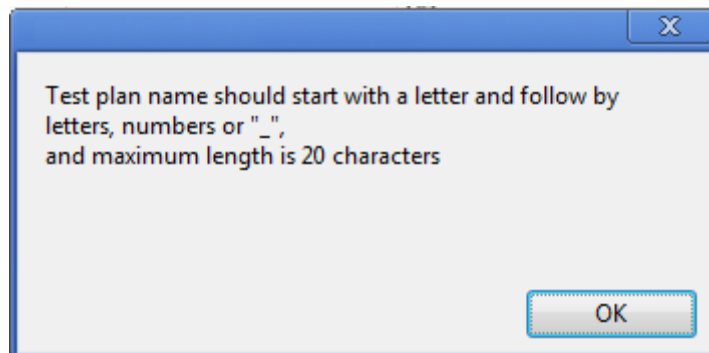 Test plan name should start with a letter and follow by
letters, numbers or "_",
and maximum length is 20 characters
OK